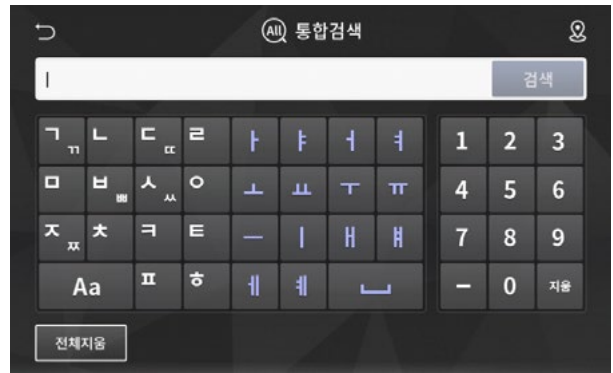 All 통합검색
검색
ㄱ ㄲ ㄴ ㄷ ㄸ ㄹ ㅏ ㅑ ㅓ ㅕ 1 2 3
ㅁ ㅂ ㅃ ㅅ ㅆ ㅇ ㅗ ㅛ ㅜ ㅠ 4 5 6
ㅈ ㅉ ㅊ ㅋ ㅌ ㅡ ㅣ ㅐ ㅒ 7 8 9
Aa ㅍ ㅎ ㅔ ㅖ - 0 지움
전체지움